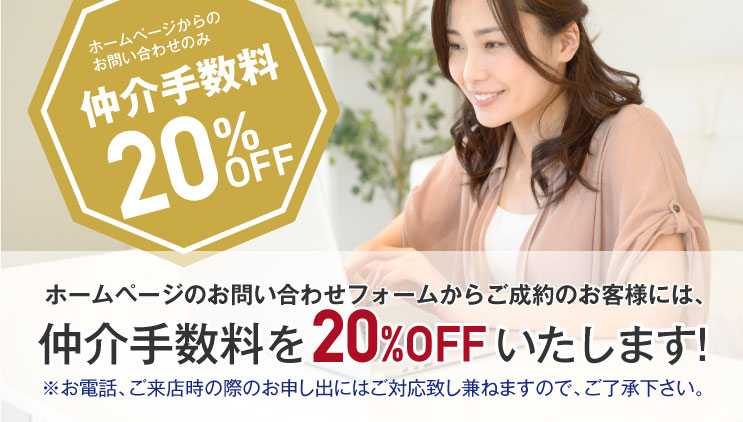 ホームページからの
お問い合わせのみ
仲介手数料
20%OFF
ホームページのお問い合わせフォームからご成約のお客様には、
仲介手数料を20%OFFいたします!
※お電話、ご来店時の際のお申し出にはご対応致し兼ねますので、ご了承下さい。